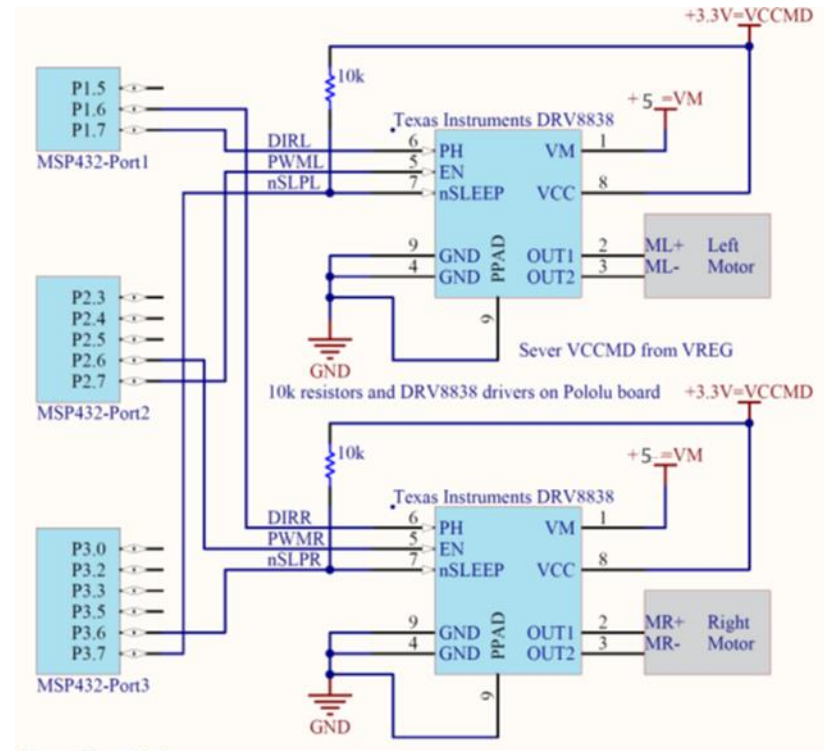 +3.3V=VCCMD
10k
+5 =VM
Texas Instruments DRV8838
P1.5
P1.6
P1.7
MSP432-Port1
DIRL
PWML
nSLPL
6
5
7
PH
EN
nSLEEP
VM
VCC
1
8
9
4
GND
GND
PPAD
OUT1
OUT2
2
3
ML+ Left
ML- Motor
9
GND
Sever VCCMD from VREG
P2.3
P2.4
P2.5
P2.6
P2.7
MSP432-Port2
10k resistors and DRV8838 drivers on Pololu board
+3.3V=VCCMD
10k
+5 =VM
Texas Instruments DRV8838
DIRR
PWMR
nSLPR
6
5
7
PH
EN
nSLEEP
VM
VCC
1
8
P3.0
P3.2
P3.3
P3.5
P3.6
P3.7
MSP432-Port3
9
4
GND
GND
PPAD
OUT1
OUT2
2
3
MR+ Right
MR- Motor
9
GND